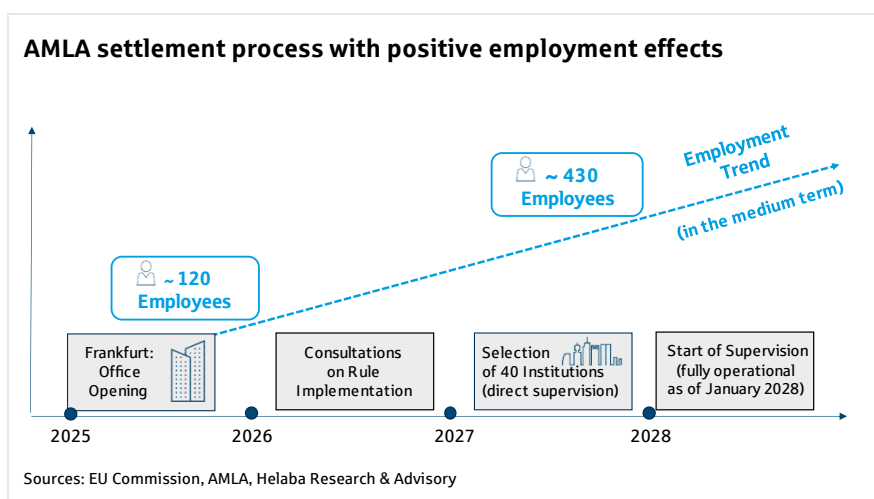 AMLA settlement process with positive employment effects
Employment
Trend
(in the medium term)
~ 430
Employees
~ 120
Employees
Frankfurt:
Office
Opening
Consultations
on Rule
Implementation
Selection
of 40 Institutions
(direct supervision)
Start of Supervision
(fully operational
as of January 2028)
2025
2026
2027
2028
Sources: EU Commission, AMLA, Helaba Research & Advisory